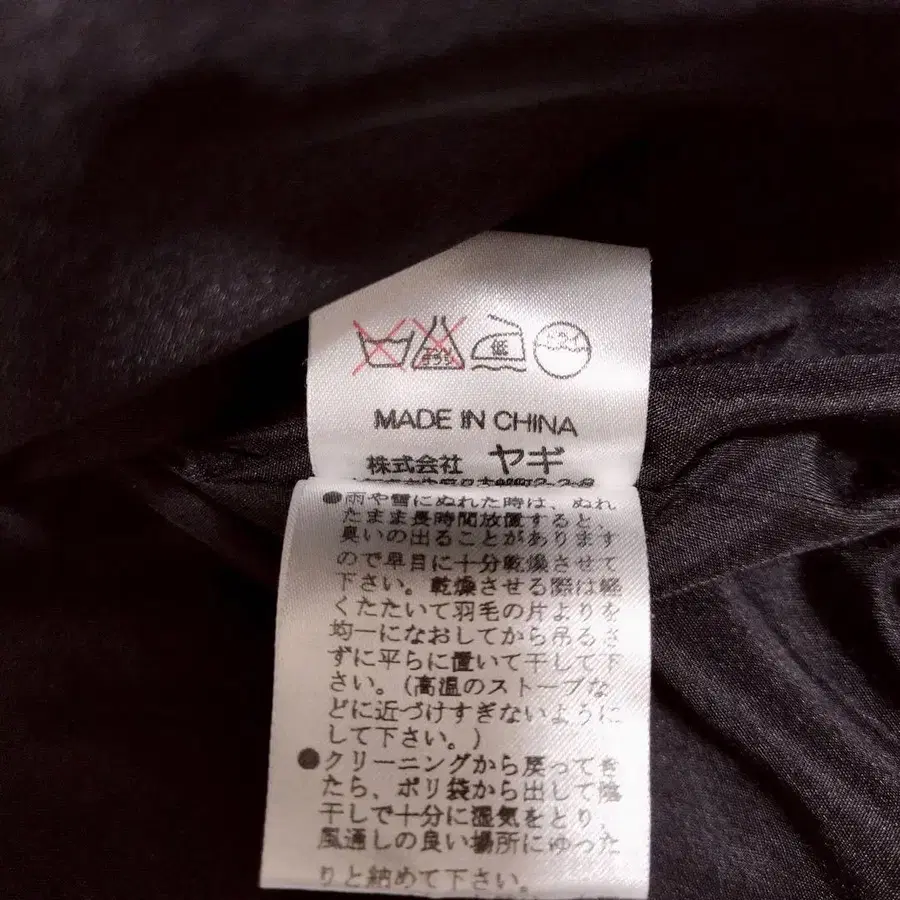 低
MADE IN CHINA
株式会社 ヤギ
●雨や雪にぬれた時は、ぬれ
たまま長時間放置すると、
臭いの出ることがあります
ので早目に十分乾燥させて
下さい。乾燥させる際は軽
くたたいて羽毛の片よりを
均一になおしてから吊るさ
ずに平らに置いて干して下
さい。(高温のストーブな
どに近づけすぎないように
して下さい。)
●クリーニングから戻ってき
たら、ポリ袋から出して陰
干しで十分に湿気をとり、
風通しの良い場所にゆった
りと納めて下さい。